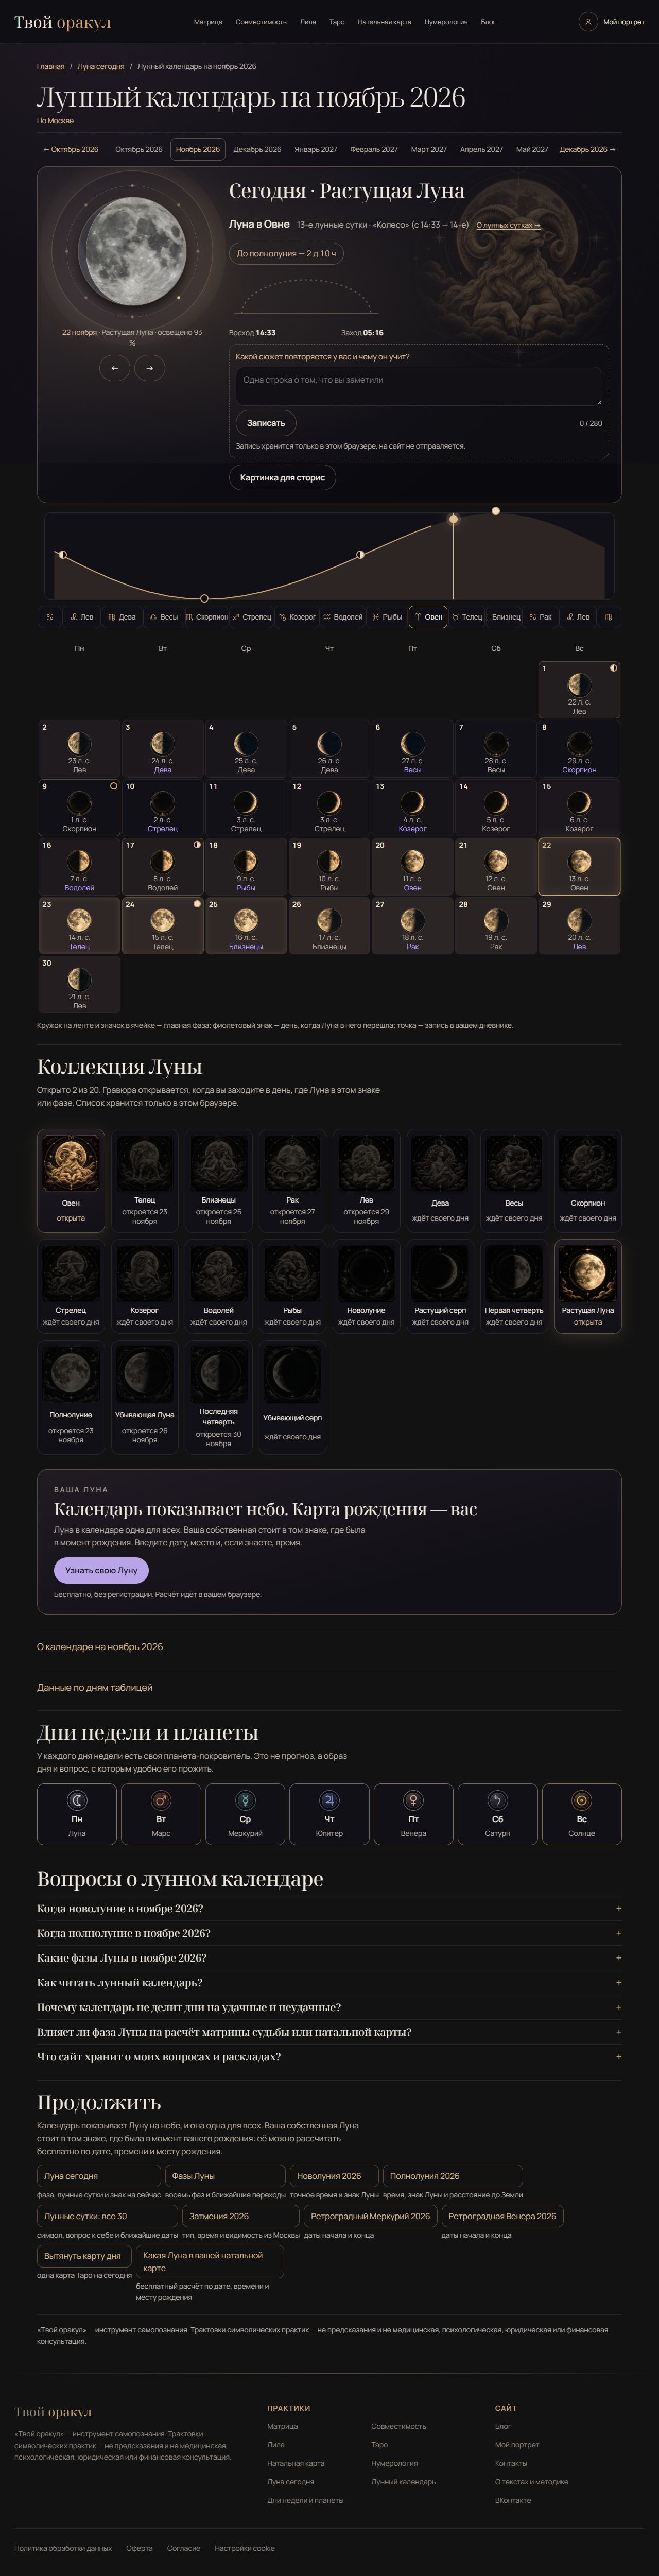 Твой оракул
Матрица Совместимость Лила Таро Натальная карта Нумерология Блог
Мой портрет
Главная / Луна сегодня / Лунный календарь на ноябрь 2026
Лунный календарь на ноябрь 2026
По Москве
← Октябрь 2026 Октябрь 2026 Ноябрь 2026 Декабрь 2026 Январь 2027 Февраль 2027 Март 2027 Апрель 2027 Май 2027 Декабрь 2026 →
Сегодня · Растущая Луна
Луна в Овне 13-е лунные сутки · «Колесо» (с 14:33 — 14-е) О лунных сутках →
До полнолуния — 2 д 10 ч
Восход 14:33 Заход 05:16
22 ноября · Растущая Луна · освещено 93
%
← →
Какой сюжет повторяется у вас и чему он учит?
Одна строка о том, что вы заметили
Записать 0 / 280
Запись хранится только в этом браузере, на сайт не отправляется.
Картинка для сторис
♋ ♌ Лев ♍ Дева ♎ Весы ♏ Скорпион ♐ Стрелец ♑ Козерог ♒ Водолей ♓ Рыбы ♈ Овен ♉ Телец Близнец ♋ Рак ♌ Лев ♍
Пн Вт Ср Чт Пт Сб Вс
1
22 л. с.
Лев
2 3 4 5 6 7 8
23 л. с. 24 л. с. 25 л. с. 26 л. с. 27 л. с. 28 л. с. 29 л. с.
Лев Дева Дева Дева Весы Весы Скорпион
9 10 11 12 13 14 15
1 л. с. 2 л. с. 3 л. с. 3 л. с. 4 л. с. 5 л. с. 6 л. с.
Скорпион Стрелец Стрелец Стрелец Козерог Козерог Козерог
16 17 18 19 20 21 22
7 л. с. 8 л. с. 9 л. с. 10 л. с. 11 л. с. 12 л. с. 13 л. с.
Водолей Водолей Рыбы Рыбы Овен Овен Овен
23 24 25 26 27 28 29
14 л. с. 15 л. с. 16 л. с. 17 л. с. 18 л. с. 19 л. с. 20 л. с.
Телец Телец Близнецы Близнецы Рак Рак Лев
30
21 л. с.
Лев
Кружок на ленте и значок в ячейке — главная фаза; фиолетовый знак — день, когда Луна в него перешла; точка — запись в вашем дневнике.
Коллекция Луны
Открыто 2 из 20. Гравюра открывается, когда вы заходите в день, где Луна в этом знаке
или фазе. Список хранится только в этом браузере.
Овен
открыта
Телец
откроется 23
ноября
Близнецы
откроется 25
ноября
Рак
откроется 27
ноября
Лев
откроется 29
ноября
Дева
ждёт своего дня
Весы
ждёт своего дня
Скорпион
ждёт своего дня
Стрелец
ждёт своего дня
Козерог
ждёт своего дня
Водолей
ждёт своего дня
Рыбы
ждёт своего дня
Новолуние
ждёт своего дня
Растущий серп
ждёт своего дня
Первая четверть
ждёт своего дня
Растущая Луна
открыта
Полнолуние
откроется 23
ноября
Убывающая Луна
откроется 26
ноября
Последняя
четверть
откроется 30
ноября
Убывающий серп
ждёт своего дня
ВАША ЛУНА
Календарь показывает небо. Карта рождения — вас
Луна в календаре одна для всех. Ваша собственная стоит в том знаке, где была
в момент рождения. Введите дату, место и, если знаете, время.
Узнать свою Луну
Бесплатно, без регистрации. Расчёт идёт в вашем браузере.
О календаре на ноябрь 2026
Данные по дням таблицей
Дни недели и планеты
У каждого дня недели есть своя планета-покровитель. Это не прогноз, а образ
дня и вопрос, с которым удобно его прожить.
Пн Вт Ср Чт Пт Сб Вс
Луна Марс Меркурий Юпитер Венера Сатурн Солнце
Вопросы о лунном календаре
Когда новолуние в ноябре 2026? +
Когда полнолуние в ноябре 2026? +
Какие фазы Луны в ноябре 2026? +
Как читать лунный календарь? +
Почему календарь не делит дни на удачные и неудачные? +
Влияет ли фаза Луны на расчёт матрицы судьбы или натальной карты? +
Что сайт хранит о моих вопросах и раскладах? +
Продолжить
Календарь показывает Луну на небе, и она одна для всех. Ваша собственная Луна
стоит в том знаке, где была в момент вашего рождения: её можно рассчитать
бесплатно по дате, времени и месту рождения.
Луна сегодня
фаза, лунные сутки и знак на сейчас
Фазы Луны
восемь фаз и ближайшие переходы
Новолуния 2026
точное время и знак Луны
Полнолуния 2026
время, знак Луны и расстояние до Земли
Лунные сутки: все 30
символ, вопрос к себе и ближайшие даты
Затмения 2026
тип, время и видимость из Москвы
Ретроградный Меркурий 2026
даты начала и конца
Ретроградная Венера 2026
даты начала и конца
Вытянуть карту дня
одна карта Таро на сегодня
Какая Луна в вашей натальной
карте
бесплатный расчёт по дате, времени и
месту рождения
«Твой оракул» — инструмент самопознания. Трактовки символических практик — не предсказания и не медицинская, психологическая, юридическая или финансовая
консультация.
Твой оракул
«Твой оракул» — инструмент самопознания. Трактовки
символических практик — не предсказания и не медицинская,
психологическая, юридическая или финансовая консультация.
ПРАКТИКИ
Матрица Совместимость
Лила Таро
Натальная карта Нумерология
Луна сегодня Лунный календарь
Дни недели и планеты
САЙТ
Блог
Мой портрет
Контакты
О текстах и методике
ВКонтакте
Политика обработки данных Оферта Согласие Настройки cookie